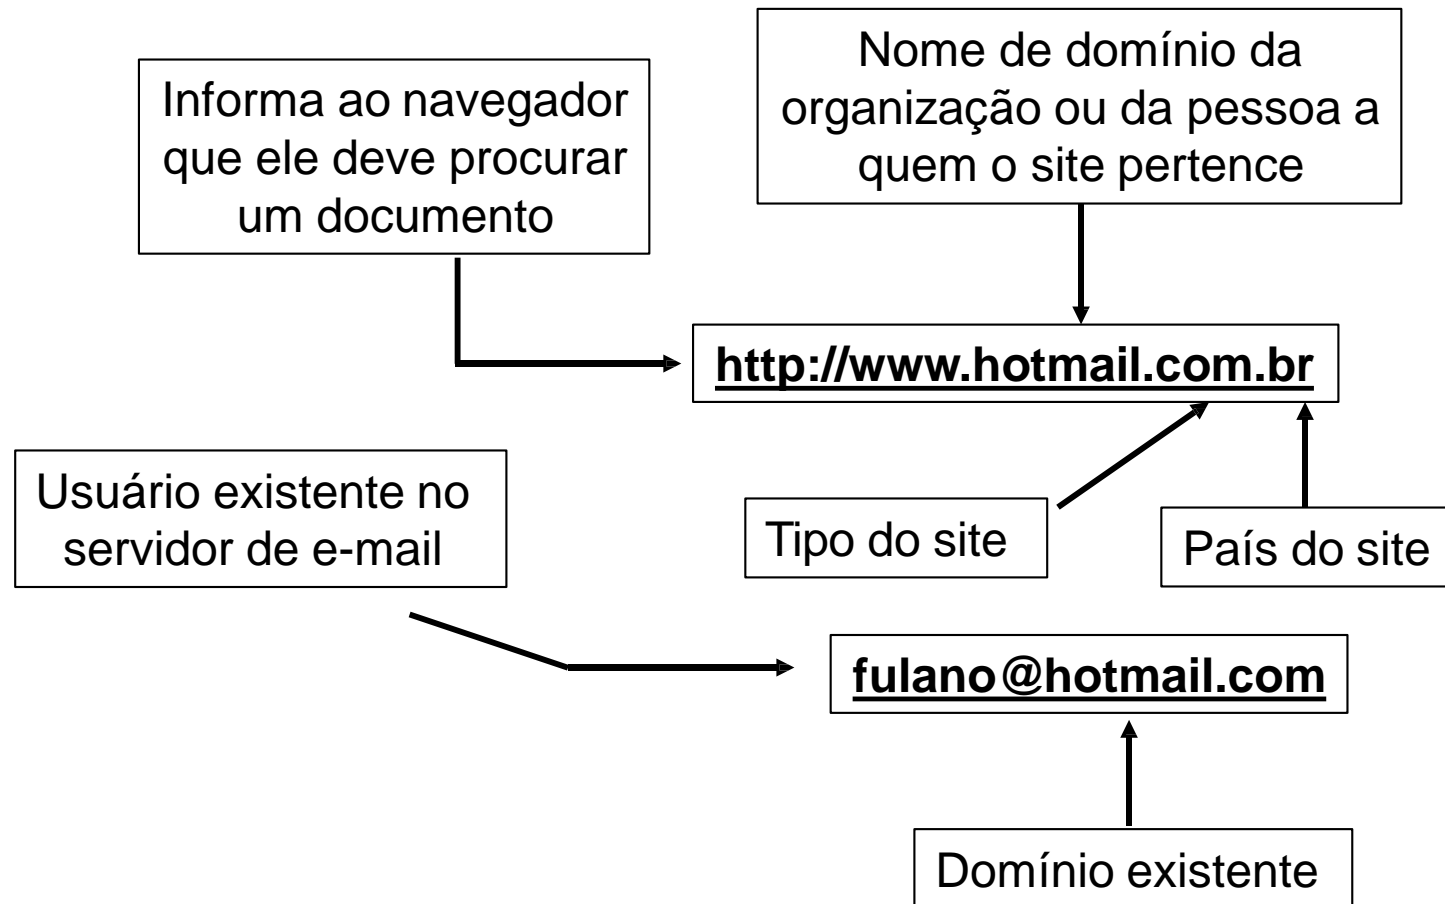 Informa ao navegador
que ele deve procurar
um documento
Nome de domínio da
organização ou da pessoa a
quem o site pertence
http://www.hotmail.com.br
Tipo do site
País do site
Usuário existente no
servidor de e-mail
fulano@hotmail.com
Domínio existente